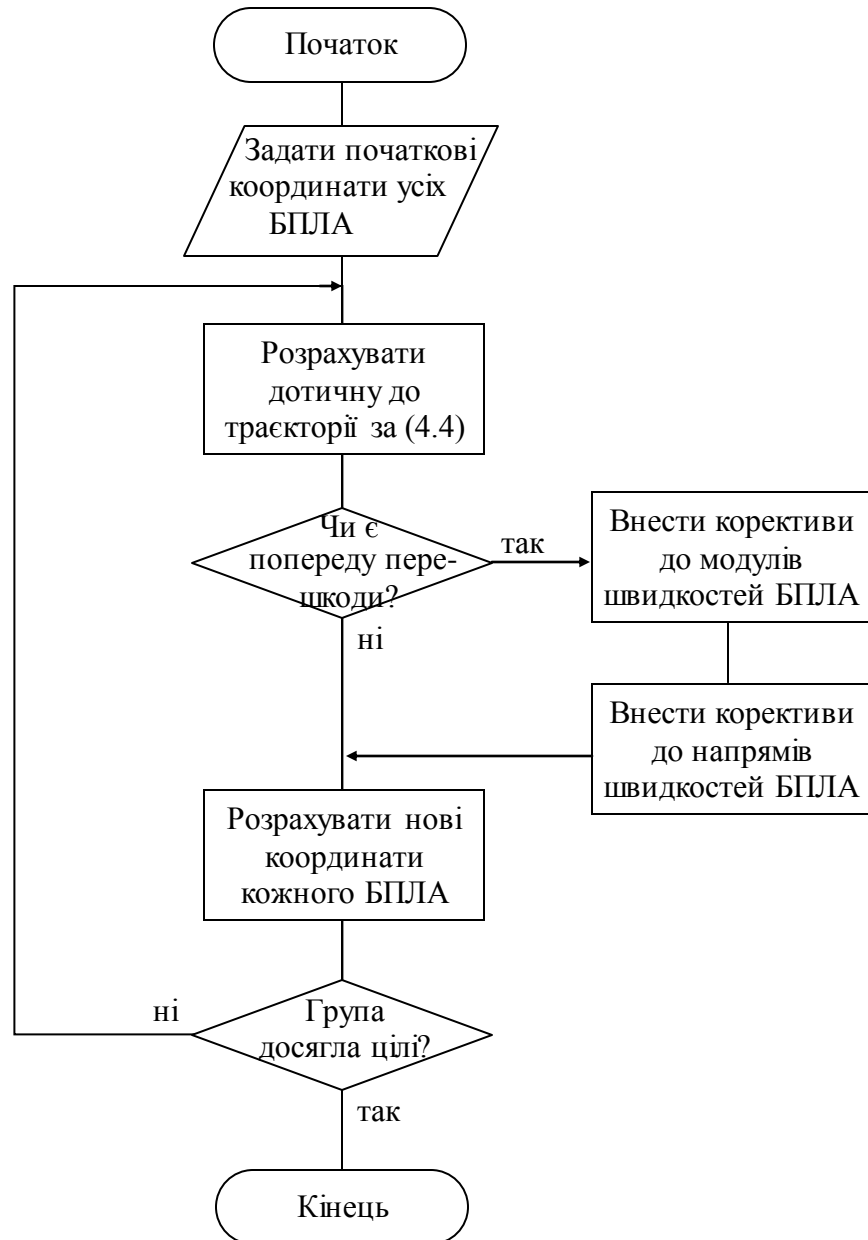 Початок
Задати початкові
координати усіх
БПЛА
Розрахувати
дотичну до
траєкторії за (4.4)
Чи є
попереду пере-
шкоди?
так
Внести корективи
до модулів
швидкостей БПЛА
ні
Внести корективи
до напрямів
швидкостей БПЛА
Розрахувати нові
координати
кожного БПЛА
ні
Група
досягла цілі?
так
Кінець